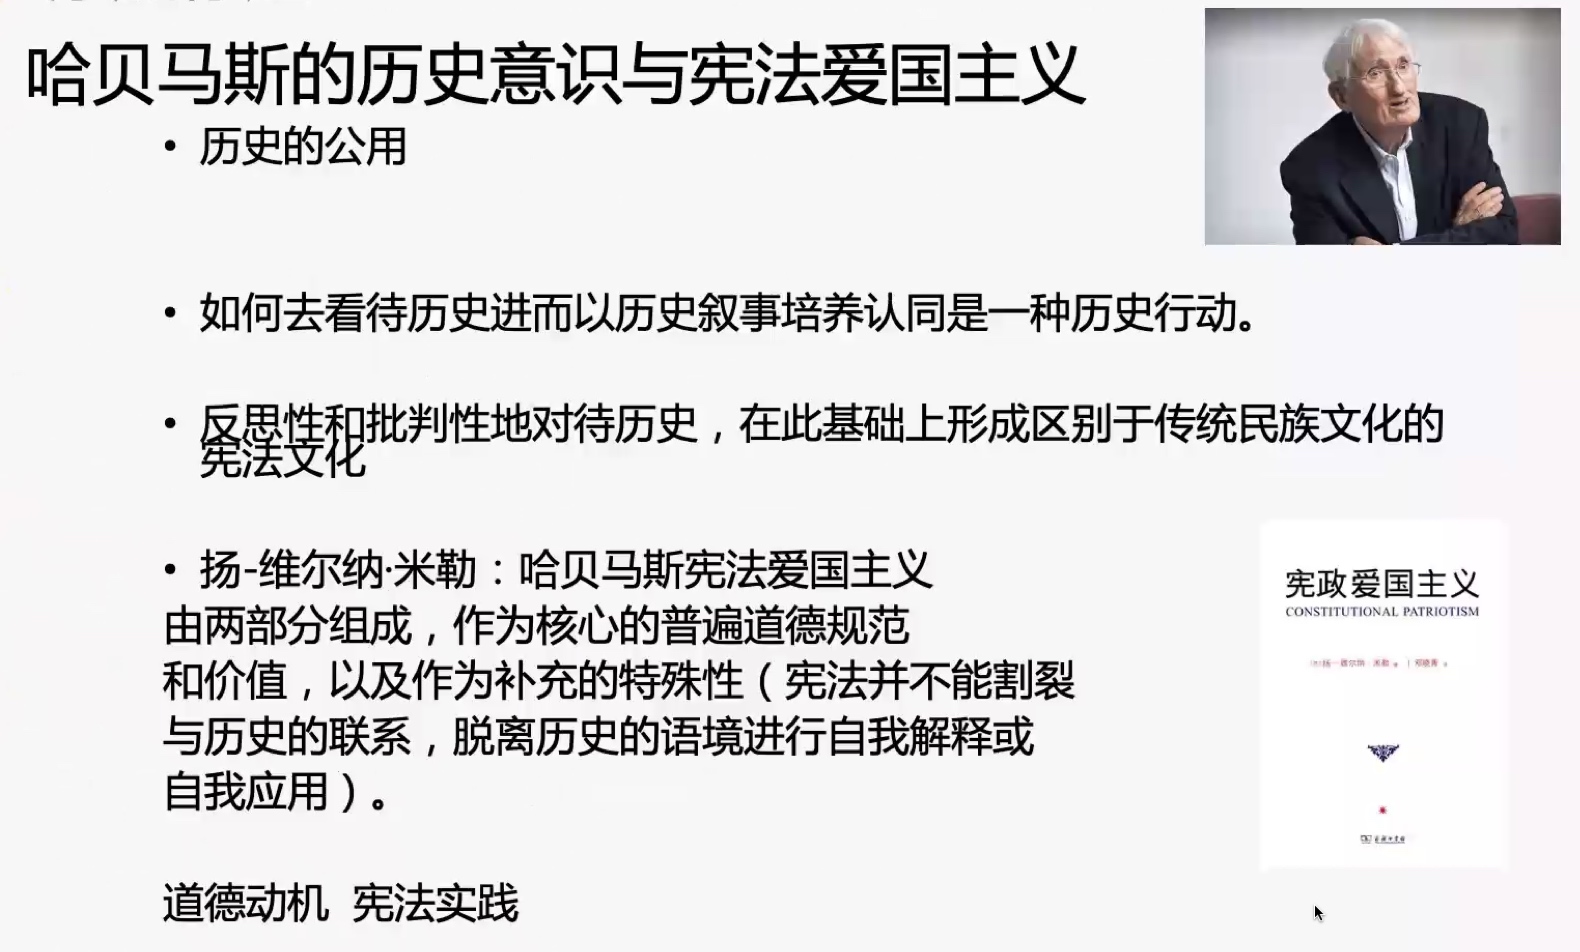 哈贝马斯的历史意识与宪法爱国主义
• 历史的公用
• 如何去看待历史进而以历史叙事培养认同是一种历史行动。
• 反思性和批判性地对待历史，在此基础上形成区别于传统民族文化的
宪法文化
• 扬-维尔纳·米勒：哈贝马斯宪法爱国主义
由两部分组成，作为核心的普遍道德规范
和价值，以及作为补充的特殊性（宪法并不能割裂
与历史的联系，脱离历史的语境进行自我解释或
自我应用）。
道德动机 宪法实践
宪政爱国主义
CONSTITUTIONAL PATRIOTISM